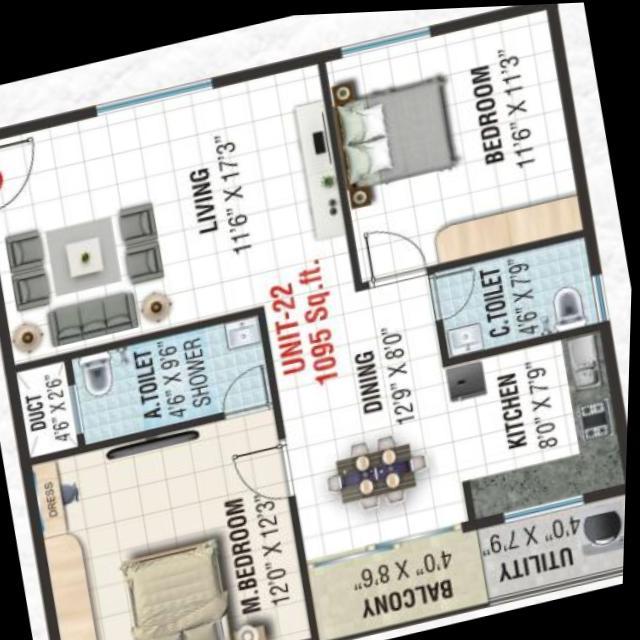 LIVING
11'6" X 17'3"
BEDROOM
11'6" X 11'3"
UNIT-22
1095 Sq.ft.
C.TOILET
4'6" X 7'9"
A.TOILET
4'6" X 9'6"
SHOWER
DUCT
4'6" X 2'6"
DINING
12'9" X 8'0"
KITCHEN
8'0" X 7'9"
DRESS
M.BEDROOM
12'0" X 12'3"
BALCONY
4'0" X 8'6"
UTILITY
4'0" X 7'9"